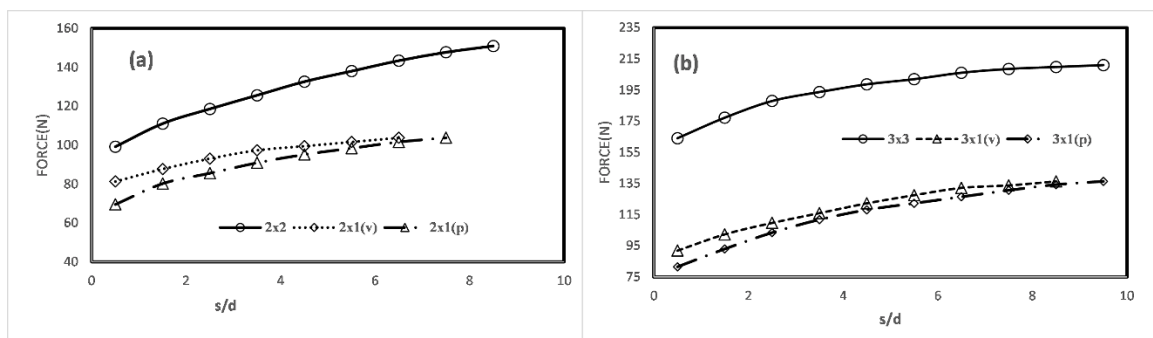 (a)
FORCE(N)
160
140
120
100
80
60
40
2x2 2x1(v) 2x1(p)
0 2 4 6 8 10
s/d
(b)
FORCE(N)
235
215
195
175
155
135
115
95
75
3x3 3x1(v) 3x1(p)
0 2 4 6 8 10
s/d